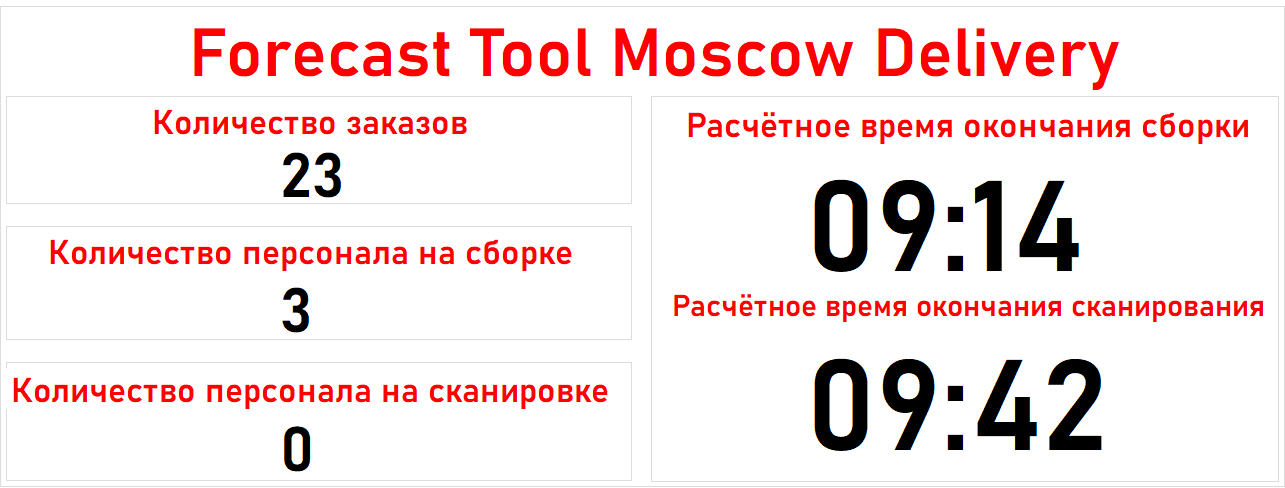 Forecast Tool Moscow Delivery
Количество заказов
23
Количество персонала на сборке
3
Количество персонала на сканировке
0
Расчётное время окончания сборки
09:14
Расчётное время окончания сканирования
09:42